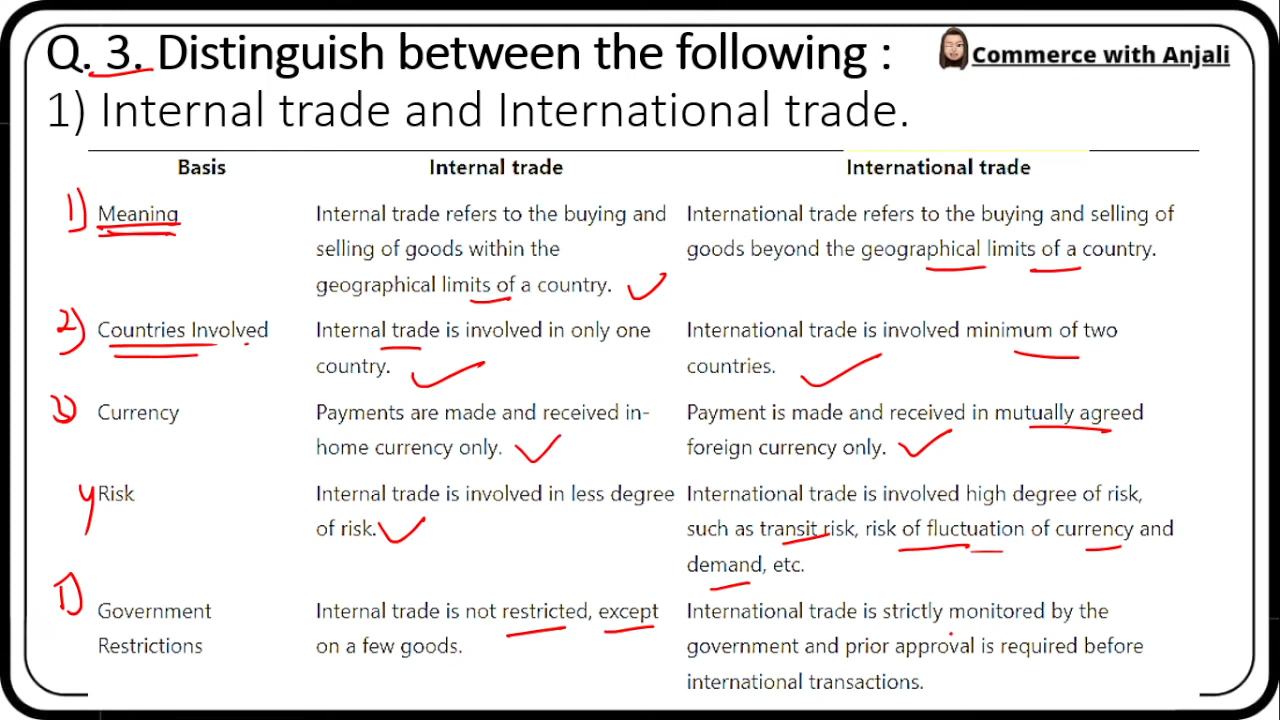 Q. 3. Distinguish between the following :
Commerce with Anjali
1) Internal trade and International trade.
Basis Internal trade International trade
1) Meaning Internal trade refers to the buying and International trade refers to the buying and selling of
selling of goods within the goods beyond the geographical limits of a country.
geographical limits of a country.
2) Countries Involved Internal trade is involved in only one International trade is involved minimum of two
country. countries.
3) Currency Payments are made and received in- Payment is made and received in mutually agreed
home currency only. foreign currency only.
Risk Internal trade is involved in less degree International trade is involved high degree of risk,
of risk. such as transit risk, risk of fluctuation of currency and
demand, etc.
Government Internal trade is not restricted, except International trade is strictly monitored by the
Restrictions on a few goods. government and prior approval is required before
international transactions.